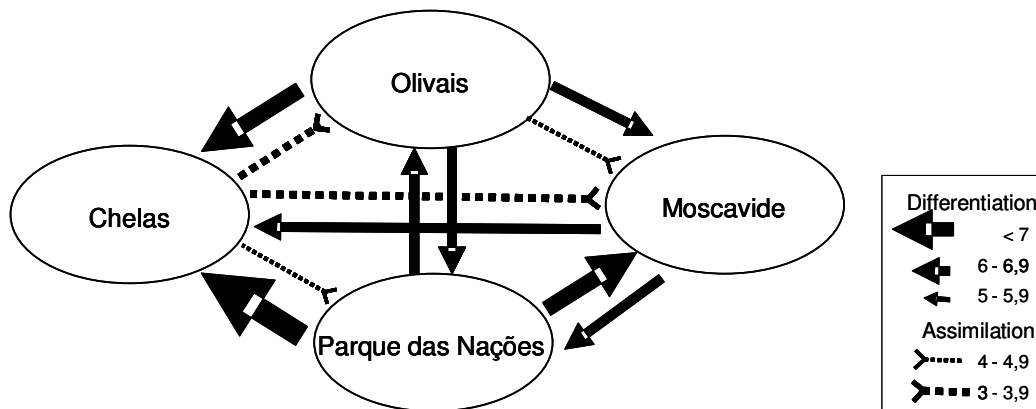 Olivais
Chelas
Moscavide
Parque das Nações
Differentiation
< 7
6 - 6,9
5 - 5,9
Assimilation
4 - 4,9
3 - 3,9